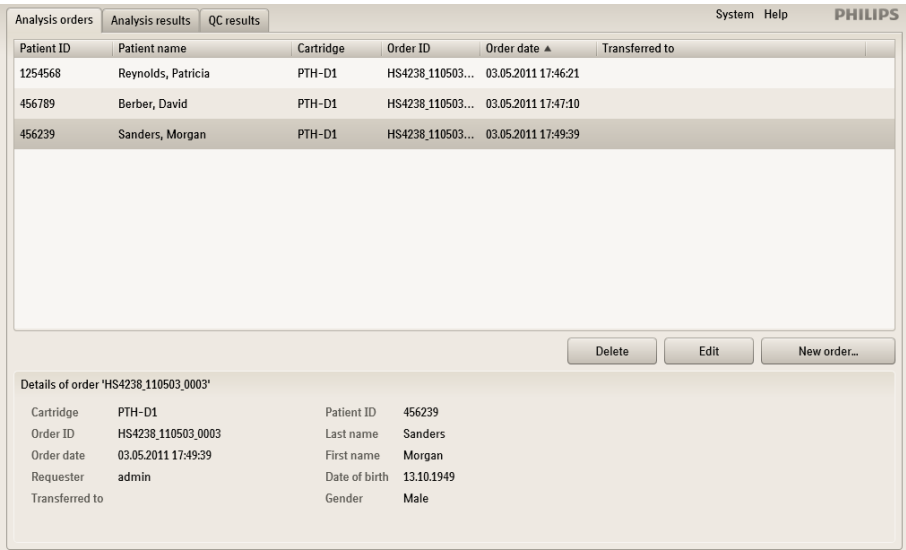 Analysis orders Analysis results QC results System Help PHILIPS
Patient ID Patient name Cartridge Order ID Order date ▲ Transferred to
1254568 Reynolds, Patricia PTH-D1 HS4238_110503... 03.05.2011 17:46:21
456789 Berber, David PTH-D1 HS4238_110503... 03.05.2011 17:47:10
456239 Sanders, Morgan PTH-D1 HS4238_110503... 03.05.2011 17:49:39
Delete Edit New order...
Details of order 'HS4238_110503_0003'
Cartridge PTH-D1 Patient ID 456239
Order ID HS4238_110503_0003 Last name Sanders
Order date 03.05.2011 17:49:39 First name Morgan
Requester admin Date of birth 13.10.1949
Transferred to Gender Male